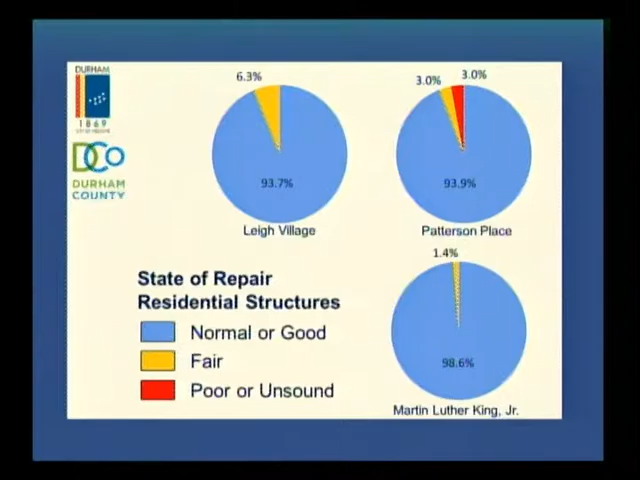 DURHAM
1869
DCo
DURHAM
COUNTY
6.3%
93.7%
Leigh Village
3.0%
3.0%
93.9%
Patterson Place
State of Repair
Residential Structures
Normal or Good
Fair
Poor or Unsound
1.4%
98.6%
Martin Luther King, Jr.